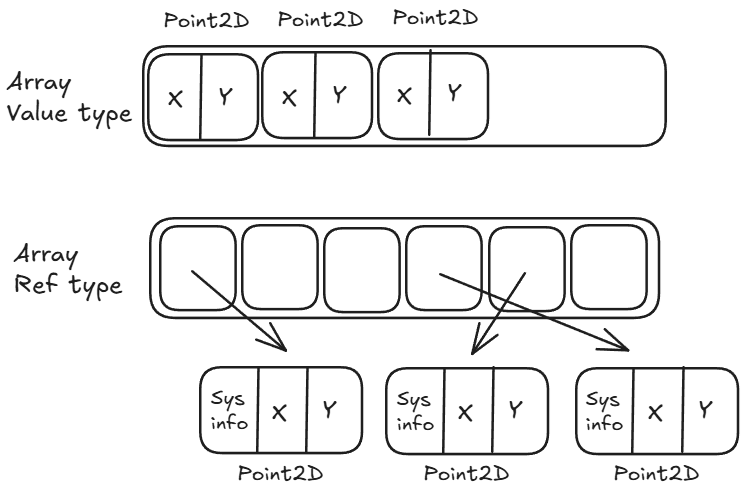 Point2D Point2D Point2D
Array
Value type
X Y X Y X Y
Array
Ref type
Sys
info X Y Sys
info X Y Sys
info X Y
Point2D Point2D Point2D